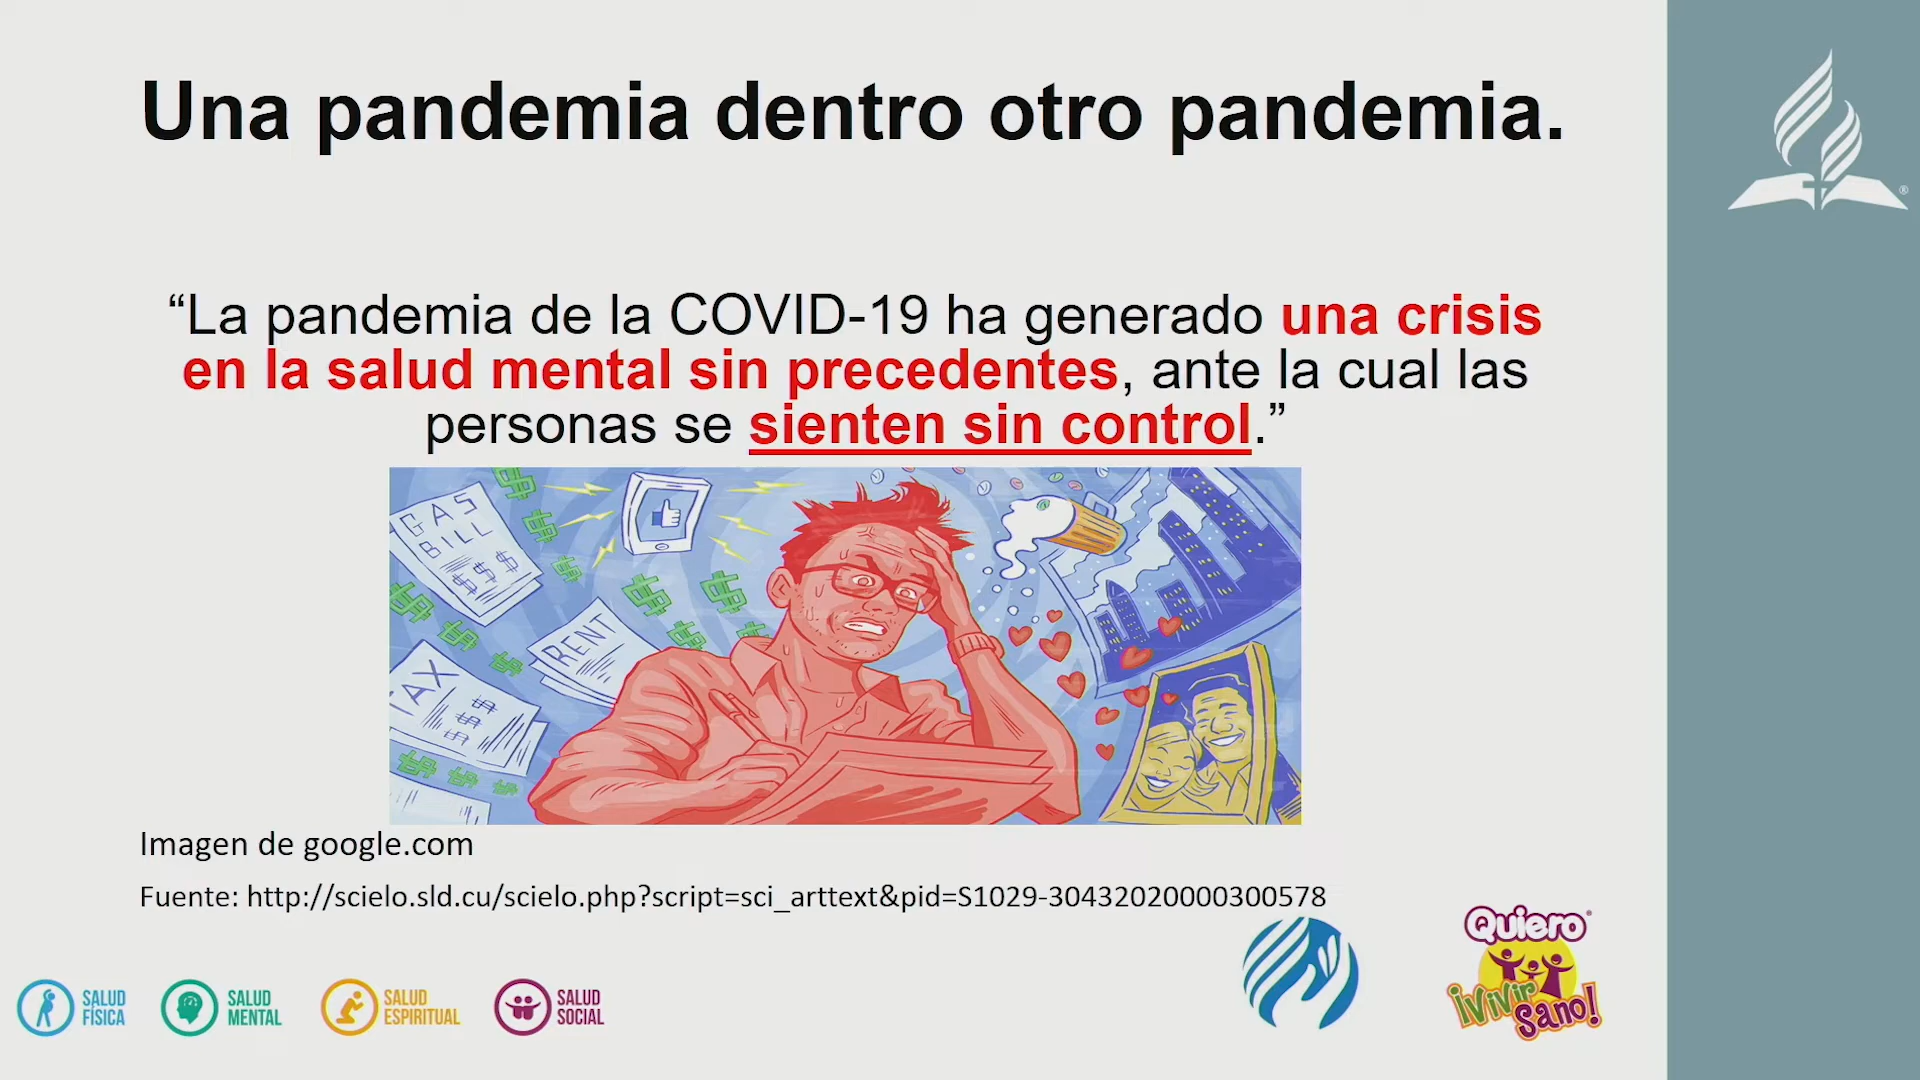 Una pandemia dentro otro pandemia.
“La pandemia de la COVID-19 ha generado una crisis
en la salud mental sin precedentes, ante la cual las
personas se sienten sin control.”
GAS
BILL
$$$
RENT
TAX
Imagen de google.com
Fuente: http://scielo.sld.cu/scielo.php?script=sci_arttext&pid=S1029-30432020000300578
SALUD
FÍSICA
SALUD
MENTAL
SALUD
ESPIRITUAL
SALUD
SOCIAL
Quiero
¡Vivir
Sano!